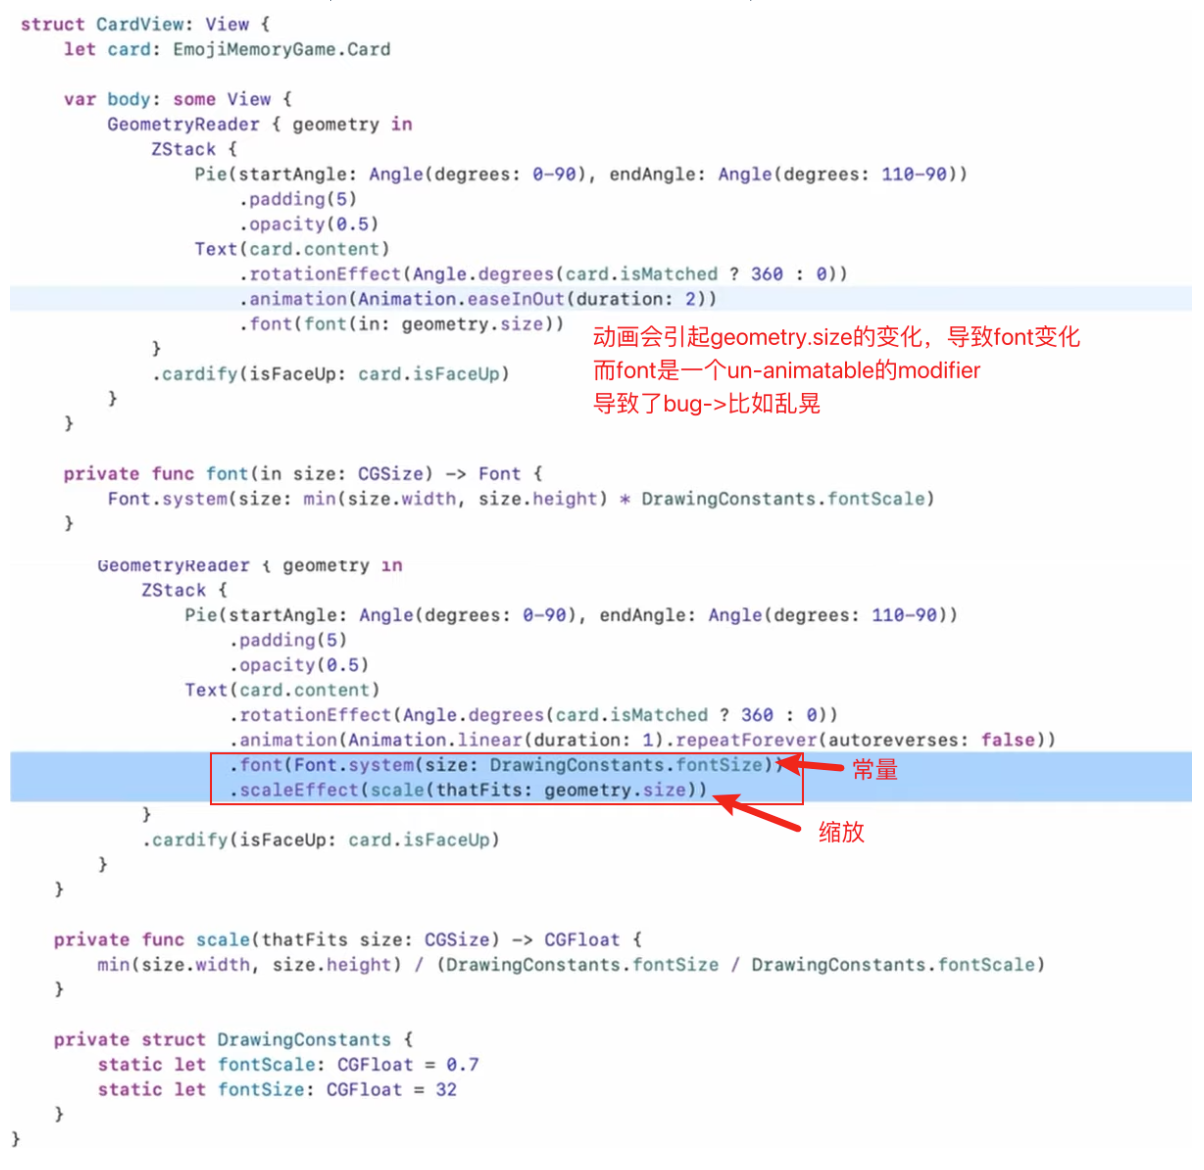 struct CardView: View {
    let card: EmojiMemoryGame.Card

    var body: some View {
        GeometryReader { geometry in
            ZStack {
                Pie(startAngle: Angle(degrees: 0-90), endAngle: Angle(degrees: 110-90))
                    .padding(5)
                    .opacity(0.5)
                Text(card.content)
                    .rotationEffect(Angle.degrees(card.isMatched ? 360 : 0))
                    .animation(Animation.easeInOut(duration: 2))
                    .font(font(in: geometry.size))
动画会引起geometry.size的变化，导致font变化
            }
而font是一个un-animatable的modifier
            .cardify(isFaceUp: card.isFaceUp)
导致了bug->比如乱晃
        }
    }

    private func font(in size: CGSize) -> Font {
        Font.system(size: min(size.width, size.height) * DrawingConstants.fontScale)
    }

        GeometryReader { geometry in
            ZStack {
                Pie(startAngle: Angle(degrees: 0-90), endAngle: Angle(degrees: 110-90))
                    .padding(5)
                    .opacity(0.5)
                Text(card.content)
                    .rotationEffect(Angle.degrees(card.isMatched ? 360 : 0))
                    .animation(Animation.linear(duration: 1).repeatForever(autoreverses: false))
                    .font(Font.system(size: DrawingConstants.fontSize))
常量
                    .scaleEffect(scale(thatFits: geometry.size))
            }
缩放
            .cardify(isFaceUp: card.isFaceUp)
        }
    }

    private func scale(thatFits size: CGSize) -> CGFloat {
        min(size.width, size.height) / (DrawingConstants.fontSize / DrawingConstants.fontScale)
    }

    private struct DrawingConstants {
        static let fontScale: CGFloat = 0.7
        static let fontSize: CGFloat = 32
    }
}